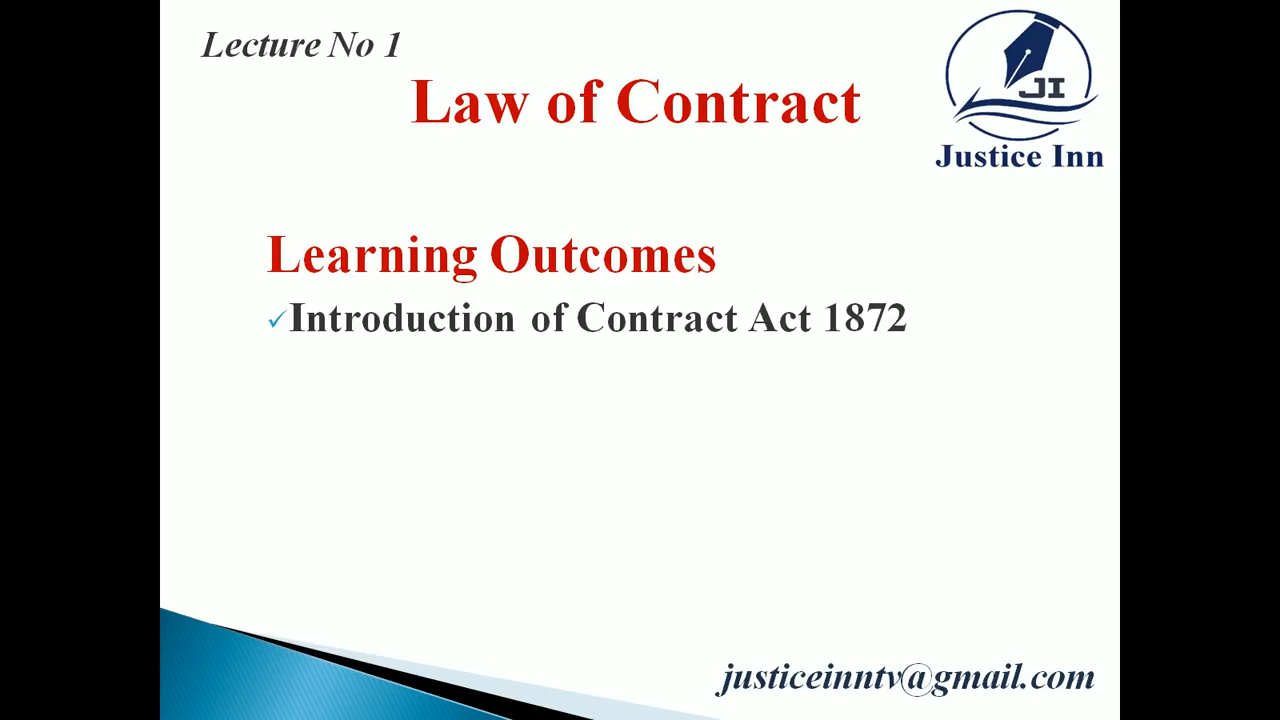 Lecture No 1
Law of Contract
JI
Justice Inn
Learning Outcomes
✓Introduction of Contract Act 1872
justiceinntv@gmail.com